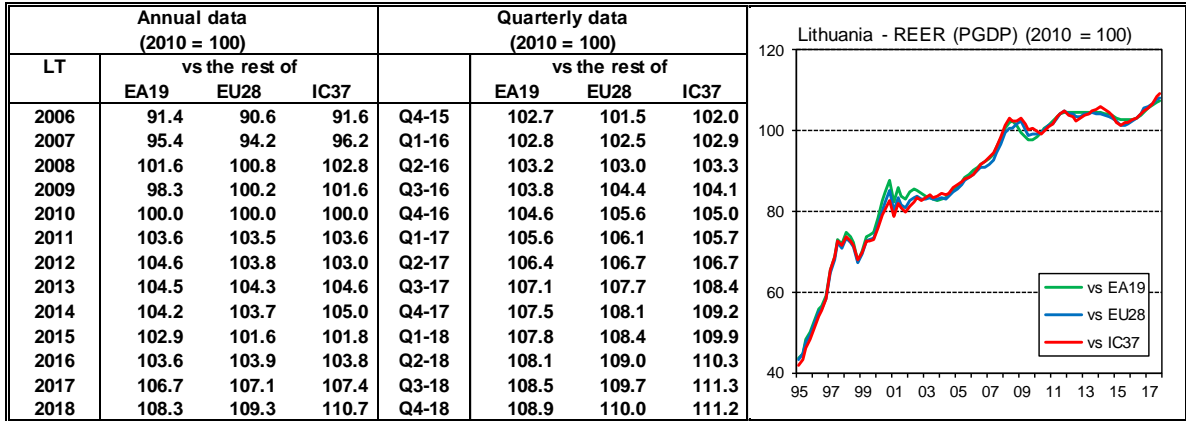 Annual data Quarterly data
(2010 = 100) (2010 = 100)
LT vs the rest of vs the rest of
EA19 EU28 IC37 EA19 EU28 IC37
2006 91.4 90.6 91.6 Q4-15 102.7 101.5 102.0
2007 95.4 94.2 96.2 Q1-16 102.8 102.5 102.9
2008 101.6 100.8 102.8 Q2-16 103.2 103.0 103.3
2009 98.3 100.2 101.6 Q3-16 103.8 104.4 104.1
2010 100.0 100.0 100.0 Q4-16 104.6 105.6 105.0
2011 103.6 103.5 103.6 Q1-17 105.6 106.1 105.7
2012 104.6 103.8 103.0 Q2-17 106.4 106.7 106.7
2013 104.5 104.3 104.6 Q3-17 107.1 107.7 108.4
2014 104.2 103.7 105.0 Q4-17 107.5 108.1 109.2
2015 102.9 101.6 101.8 Q1-18 107.8 108.4 109.9
2016 103.6 103.9 103.8 Q2-18 108.1 109.0 110.3
2017 106.7 107.1 107.4 Q3-18 108.5 109.7 111.3
2018 108.3 109.3 110.7 Q4-18 108.9 110.0 111.2
Lithuania - REER (PGDP) (2010 = 100)
120
100
80
60
40
vs EA19
vs EU28
vs IC37
95 97 99 01 03 05 07 09 11 13 15 17